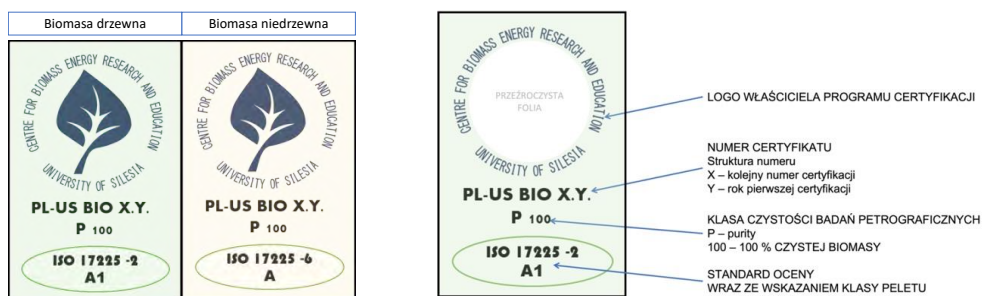 Biomasa drzewna
Biomasa niedrzewna
CENTRE FOR BIOMASS ENERGY RESEARCH AND EDUCATION
UNIVERSITY OF SILESIA
PL-US BIO X.Y.
P 100
ISO 17225 -2
A1
CENTRE FOR BIOMASS ENERGY RESEARCH AND EDUCATION
UNIVERSITY OF SILESIA
PL-US BIO X.Y.
P 100
ISO 17225 -6
A
CENTRE FOR BIOMASS ENERGY RESEARCH AND EDUCATION
PRZEŹROCZYSTA
FOLIA
UNIVERSITY OF SILESIA
PL-US BIO X.Y.
P 100
ISO 17225 -2
A1
LOGO WŁAŚCICIELA PROGRAMU CERTYFIKACJI
NUMER CERTYFIKATU
Struktura numeru
X – kolejny numer certyfikacji
Y – rok pierwszej certyfikacji
KLASA CZYSTOŚCI BADAŃ PETROGRAFICZNYCH
P – purity
100 – 100 % CZYSTEJ BIOMASY
STANDARD OCENY
WRAZ ZE WSKAZANIEM KLASY PELETU